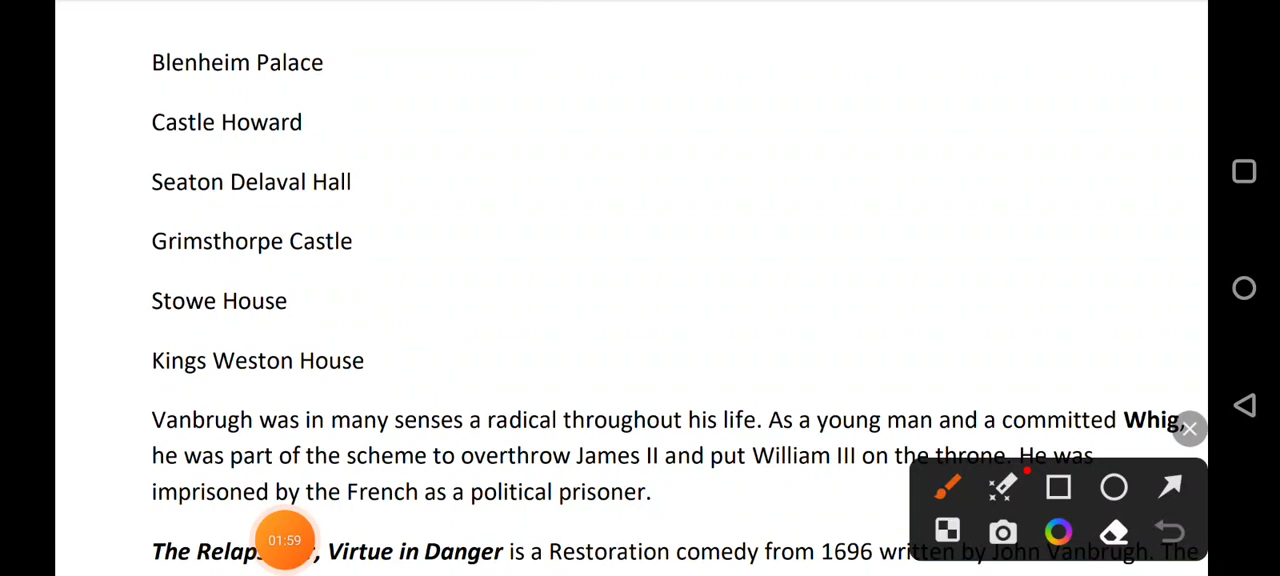 Blenheim Palace
Castle Howard
Seaton Delaval Hall
Grimsthorpe Castle
Stowe House
Kings Weston House
Vanbrugh was in many senses a radical throughout his life. As a young man and a committed Whig,
he was part of the scheme to overthrow James II and put William III on the throne. He was
imprisoned by the French as a political prisoner.
01:59
The Virtue in Danger is a Restoration comedy from 1696 written by John Vanbrugh. The